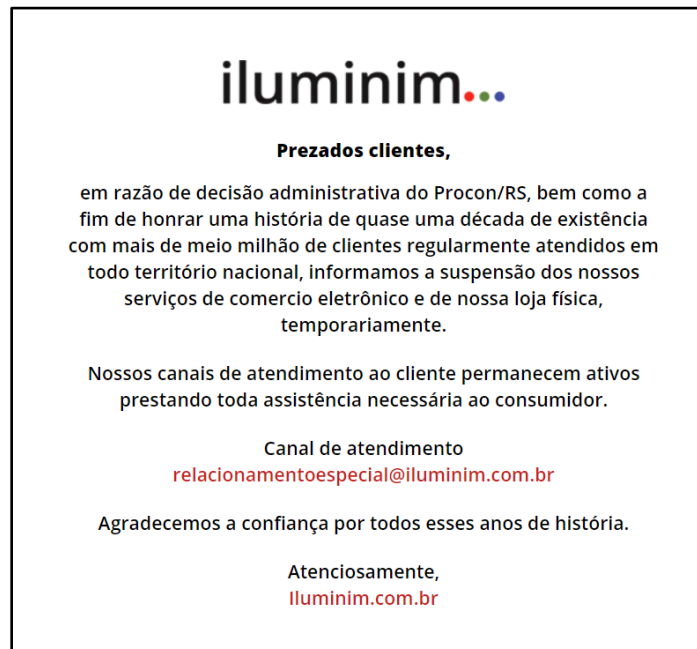 iluminim...
Prezados clientes,
em razão de decisão administrativa do Procon/RS, bem como a
fim de honrar uma história de quase uma década de existência
com mais de meio milhão de clientes regularmente atendidos em
todo território nacional, informamos a suspensão dos nossos
serviços de comercio eletrônico e de nossa loja física,
temporariamente.
Nossos canais de atendimento ao cliente permanecem ativos
prestando toda assistência necessária ao consumidor.
Canal de atendimento
relacionamentoespecial@iluminim.com.br
Agradecemos a confiança por todos esses anos de história.
Atenciosamente,
Iluminim.com.br